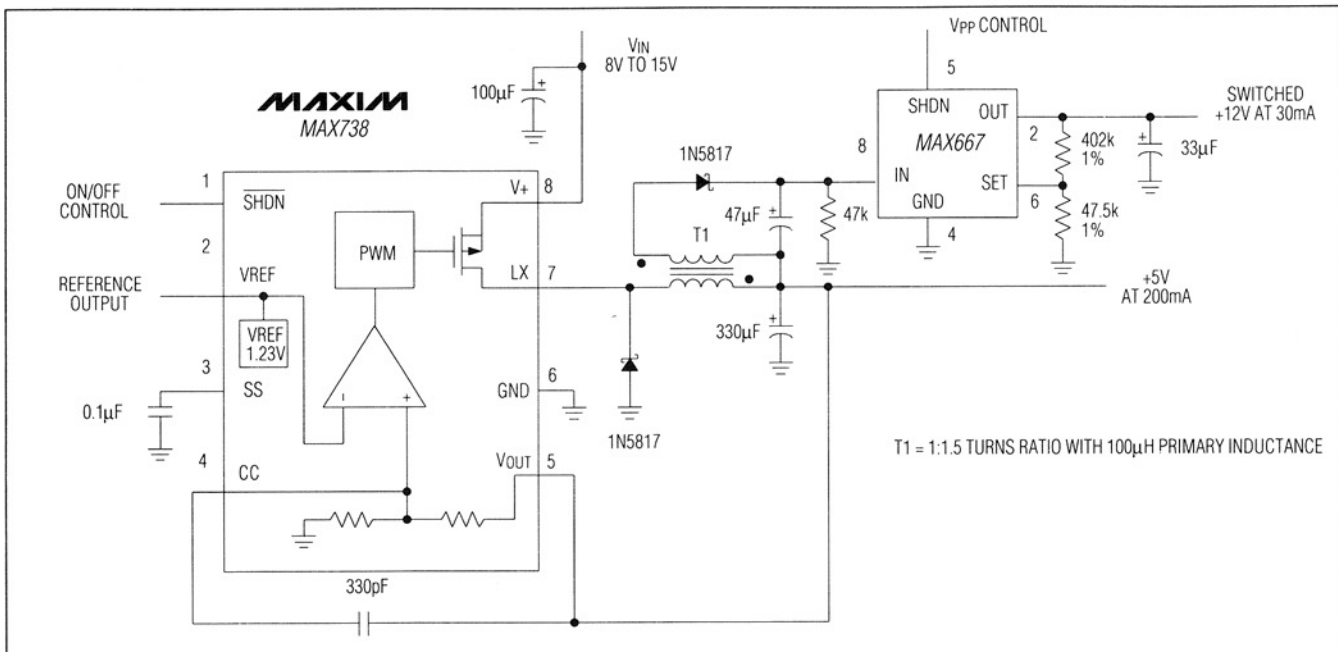 VPP CONTROL
VIN
8V TO 15V
100µF
+
MAXIM
MAX738
5
SHDN
OUT
MAX667
8
IN
2
SET
GND
6
4
SWITCHED
+12V AT 30mA
402k
1%
+
33µF
47.5k
1%
1N5817
+
47µF
47k
T1
ON/OFF
CONTROL
1
SHDN
V+
8
2
PWM
REFERENCE
OUTPUT
VREF
LX
7
+5V
AT 200mA
VREF
1.23V
+
330µF
3
SS
0.1µF
–
+
GND
6
1N5817
4
CC
VOUT
5
T1 = 1:1.5 TURNS RATIO WITH 100µH PRIMARY INDUCTANCE
330pF